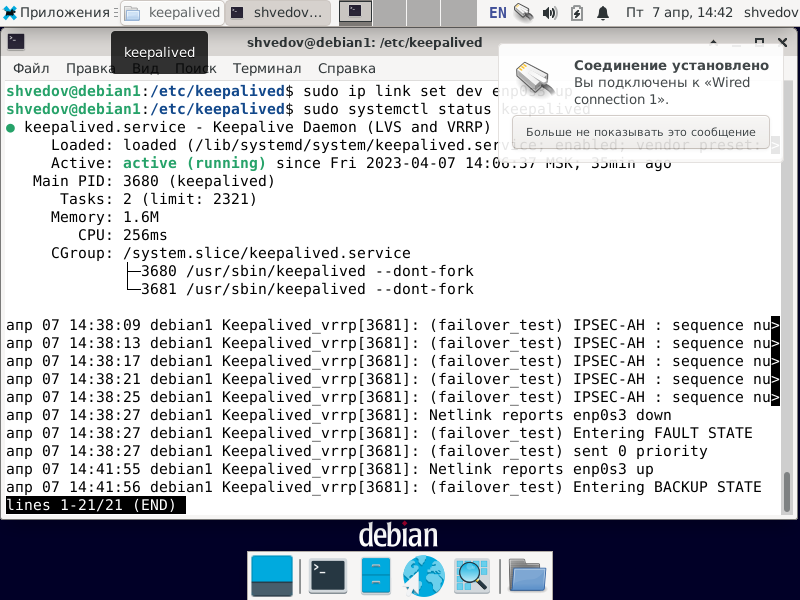 Приложения
keepalived
shvedov...
EN
Пт 7 апр, 14:42 shvedov
keepalived
shvedov@debian1: /etc/keepalived
Файл Правка Вид Поиск Терминал Справка
Соединение установлено
Вы подключены к «Wired
connection 1».
Больше не показывать это сообщение
shvedov@debian1:/etc/keepalived$ sudo ip link set dev enp0s3 up
shvedov@debian1:/etc/keepalived$ sudo systemctl status keepalived
● keepalived.service - Keepalive Daemon (LVS and VRRP)
Loaded: loaded (/lib/systemd/system/keepalived.service; enabled; vendor preset: >
Active: active (running) since Fri 2023-04-07 14:06:37 MSK; 35min ago
Main PID: 3680 (keepalived)
Tasks: 2 (limit: 2321)
Memory: 1.6M
CPU: 256ms
CGroup: /system.slice/keepalived.service
├─3680 /usr/sbin/keepalived --dont-fork
└─3681 /usr/sbin/keepalived --dont-fork
апр 07 14:38:09 debian1 Keepalived_vrrp[3681]: (failover_test) IPSEC-AH : sequence nu>
апр 07 14:38:13 debian1 Keepalived_vrrp[3681]: (failover_test) IPSEC-AH : sequence nu>
апр 07 14:38:17 debian1 Keepalived_vrrp[3681]: (failover_test) IPSEC-AH : sequence nu>
апр 07 14:38:21 debian1 Keepalived_vrrp[3681]: (failover_test) IPSEC-AH : sequence nu>
апр 07 14:38:25 debian1 Keepalived_vrrp[3681]: (failover_test) IPSEC-AH : sequence nu>
апр 07 14:38:27 debian1 Keepalived_vrrp[3681]: Netlink reports enp0s3 down
апр 07 14:38:27 debian1 Keepalived_vrrp[3681]: (failover_test) Entering FAULT STATE
апр 07 14:38:27 debian1 Keepalived_vrrp[3681]: (failover_test) sent 0 priority
апр 07 14:41:55 debian1 Keepalived_vrrp[3681]: Netlink reports enp0s3 up
апр 07 14:41:56 debian1 Keepalived_vrrp[3681]: (failover_test) Entering BACKUP STATE
lines 1-21/21 (END)
debian